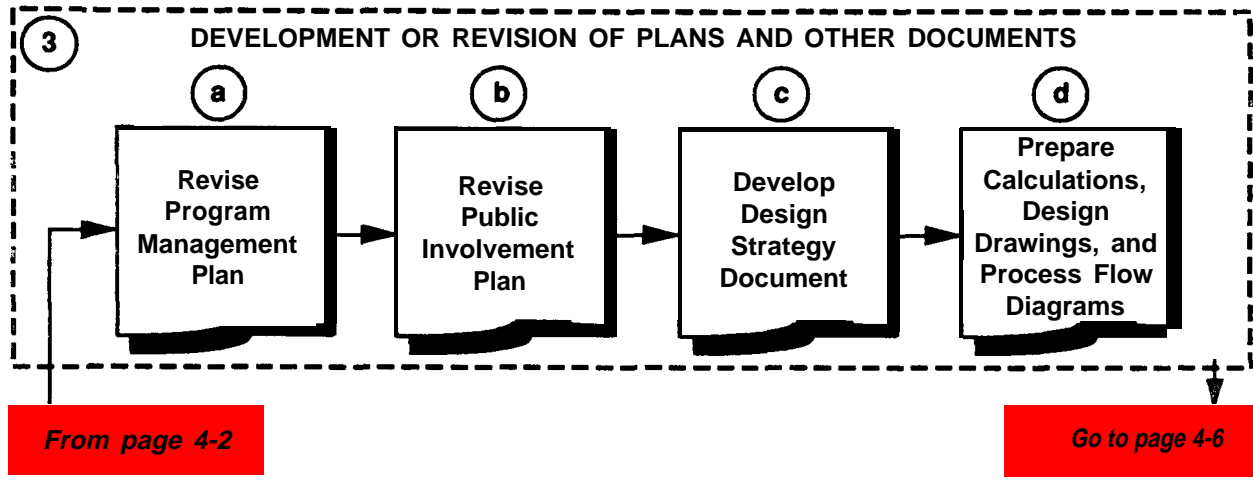 3
DEVELOPMENT OR REVISION OF PLANS AND OTHER DOCUMENTS
a
Revise
Program
Management
Plan
b
Revise
Public
Involvement
Plan
c
Develop
Design
Strategy
Document
d
Prepare
Calculations,
Design
Drawings, and
Process Flow
Diagrams
From page 4-2
Go to page 4-6